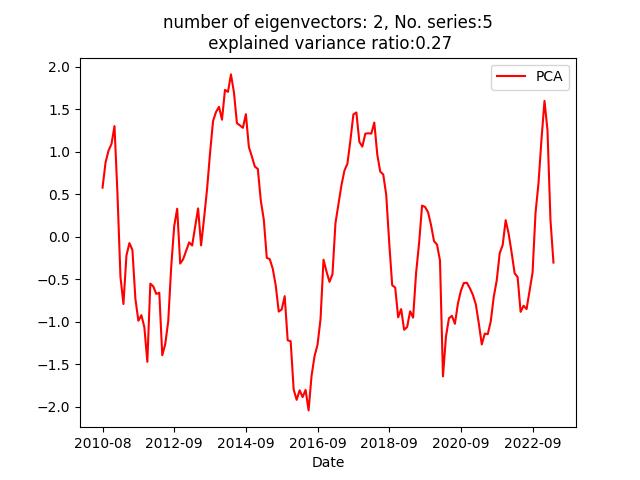 number of eigenvectors: 2, No. series:5
explained variance ratio:0.27
PCA
2.0
1.5
1.0
0.5
0.0
−0.5
−1.0
−1.5
−2.0
2010-08 2012-09 2014-09 2016-09 2018-09 2020-09 2022-09
Date